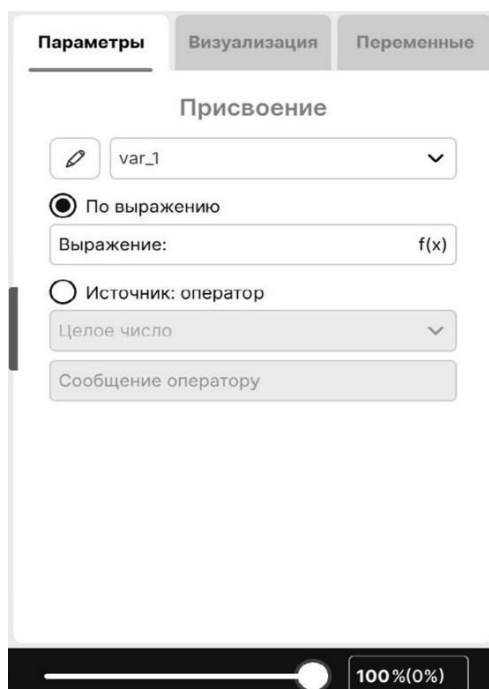 Параметры Визуализация Переменные
Присвоение
var_1
По выражению
Выражение: f(x)
Источник: оператор
Целое число
Сообщение оператору
100%(0%)